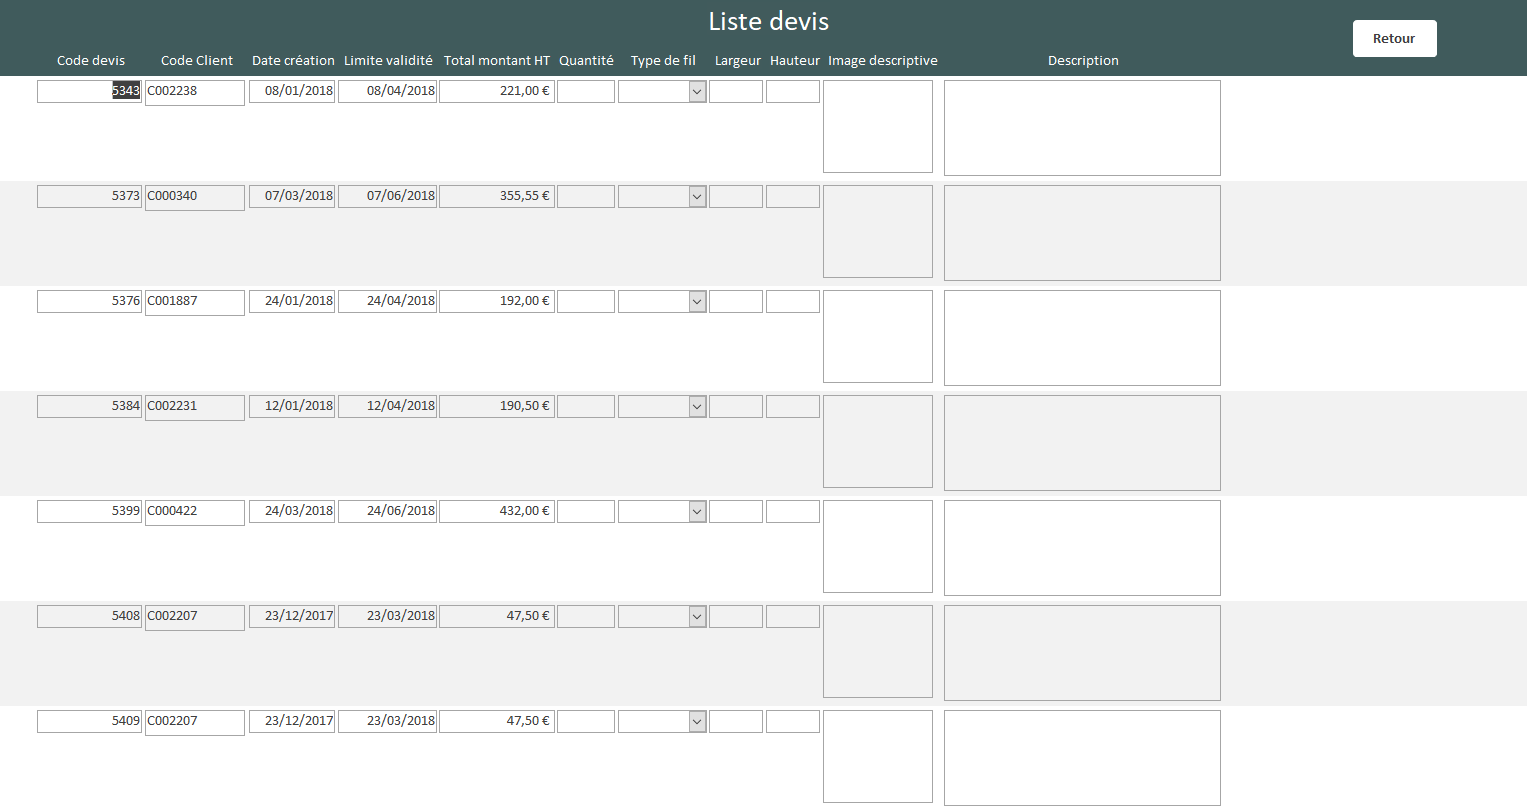 Liste devis
Retour
Code devis Code Client Date création Limite validité Total montant HT Quantité Type de fil Largeur Hauteur Image descriptive Description
5343 C002238 08/01/2018 08/04/2018 221,00 €
5373 C000340 07/03/2018 07/06/2018 355,55 €
5376 C001887 24/01/2018 24/04/2018 192,00 €
5384 C002231 12/01/2018 12/04/2018 190,50 €
5399 C000422 24/03/2018 24/06/2018 432,00 €
5408 C002207 23/12/2017 23/03/2018 47,50 €
5409 C002207 23/12/2017 23/03/2018 47,50 €